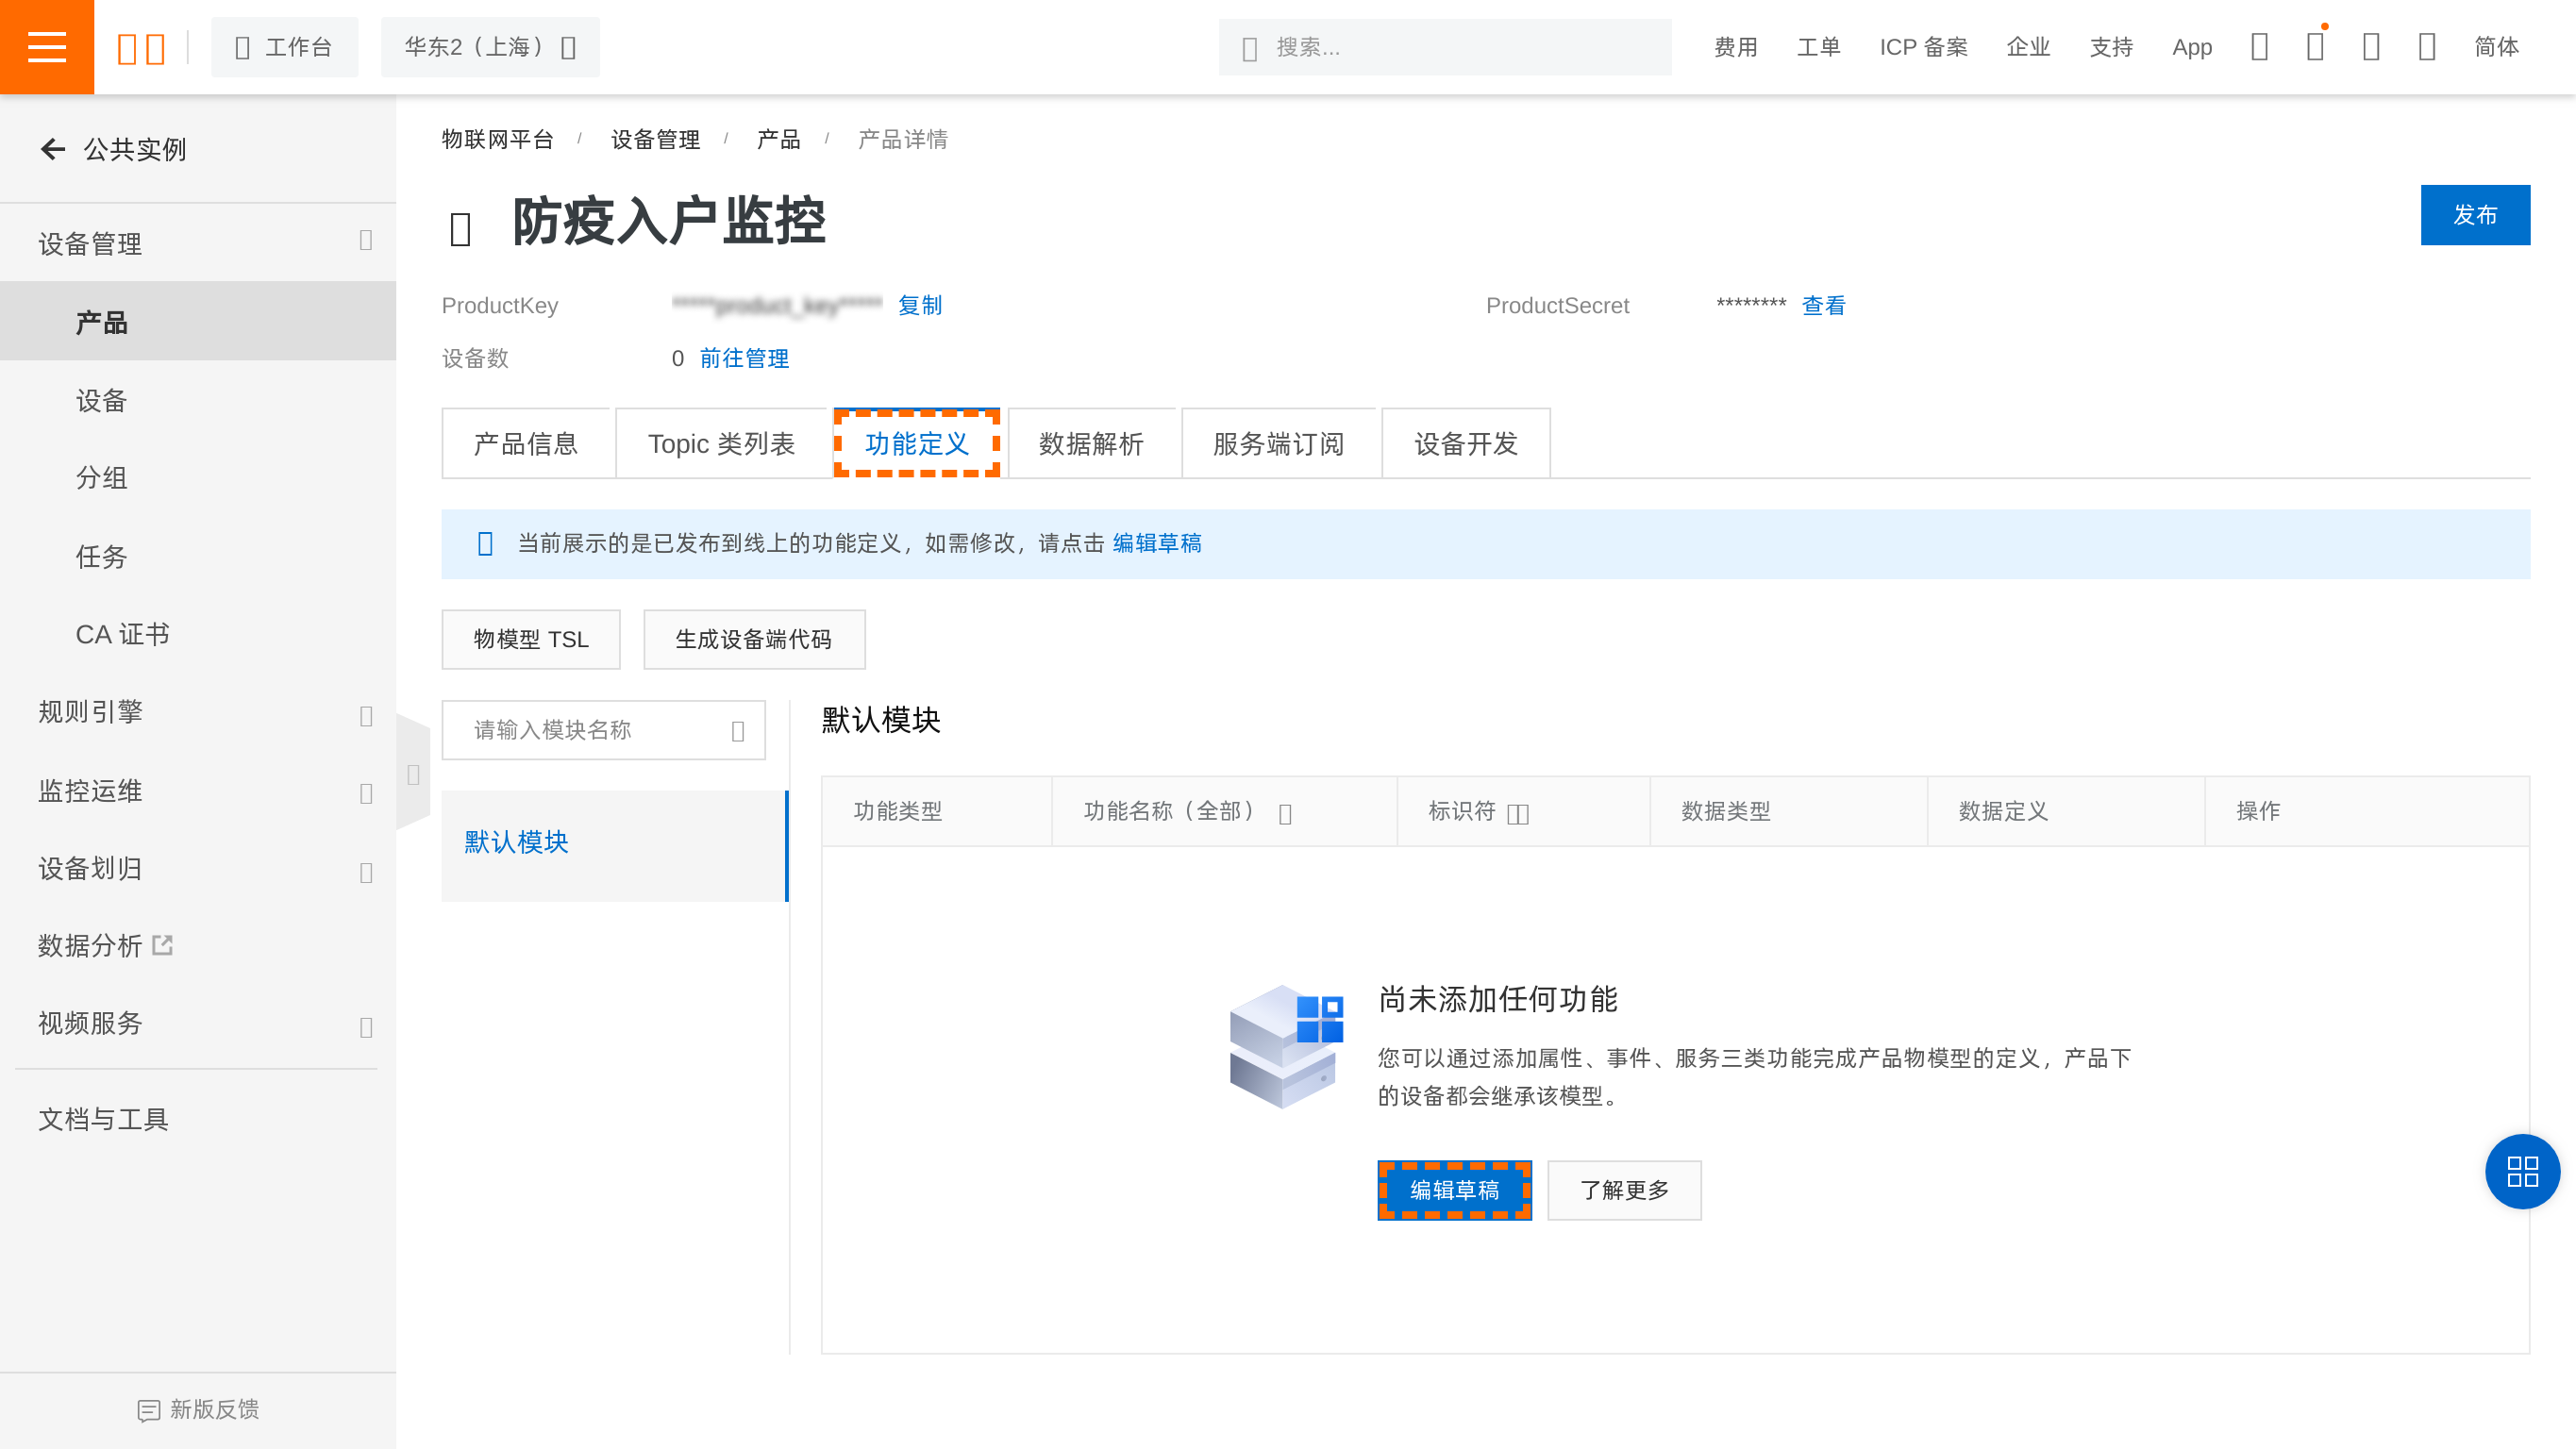 工作台 华东2（上海） 搜索... 费用 工单 ICP 备案 企业 支持 App 简体
公共实例
设备管理
产品
设备
分组
任务
CA 证书
规则引擎
监控运维
设备划归
数据分析
视频服务
文档与工具
新版反馈
物联网平台 / 设备管理 / 产品 / 产品详情
防疫入户监控
发布
ProductKey *****product_key***** 复制 ProductSecret ******** 查看
设备数 0 前往管理
产品信息 Topic 类列表 功能定义 数据解析 服务端订阅 设备开发
当前展示的是已发布到线上的功能定义，如需修改，请点击 编辑草稿
物模型 TSL 生成设备端代码
请输入模块名称
默认模块
默认模块
功能类型 功能名称（全部） 标识符 数据类型 数据定义 操作
尚未添加任何功能
您可以通过添加属性、事件、服务三类功能完成产品物模型的定义，产品下
的设备都会继承该模型。
编辑草稿 了解更多